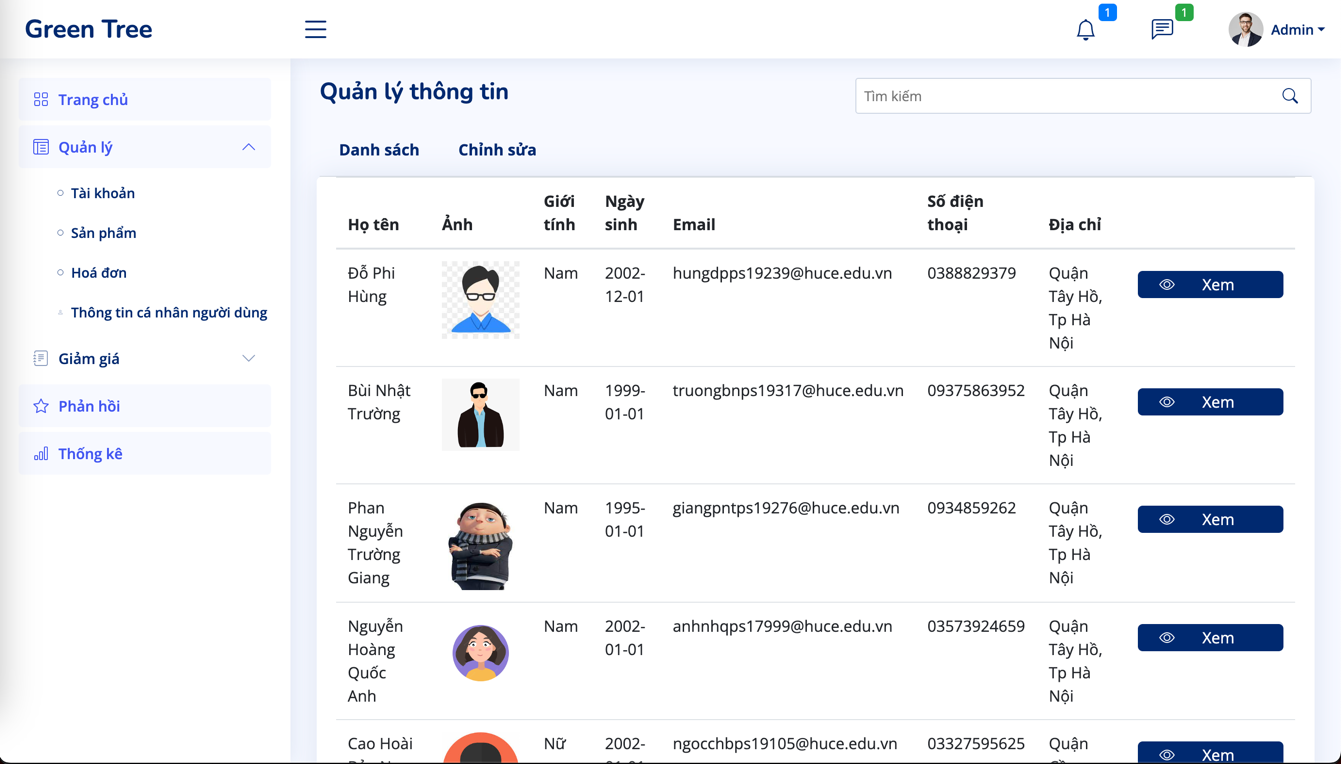 Green Tree
1
1
Admin
Trang chủ
Quản lý
Tài khoản
Sản phẩm
Hoá đơn
Thông tin cá nhân người dùng
Giảm giá
Phản hồi
Thống kê
Quản lý thông tin
Tìm kiếm
Danh sách
Chỉnh sửa
Họ tên
Ảnh
Giới
tính
Ngày
sinh
Email
Số điện
thoại
Địa chỉ
Đỗ Phi
Hùng
Nam
2002-
12-01
hungdpps19239@huce.edu.vn
0388829379
Quận
Tây Hồ,
Tp Hà
Nội
Xem
Bùi Nhật
Trường
Nam
1999-
01-01
truongbnps19317@huce.edu.vn
09375863952
Quận
Tây Hồ,
Tp Hà
Nội
Xem
Phan
Nguyễn
Trường
Giang
Nam
1995-
01-01
giangpntps19276@huce.edu.vn
0934859262
Quận
Tây Hồ,
Tp Hà
Nội
Xem
Nguyễn
Hoàng
Quốc
Anh
Nam
2002-
01-01
anhnhqps17999@huce.edu.vn
03573924659
Quận
Tây Hồ,
Tp Hà
Nội
Xem
Cao Hoài
Nữ
2002-
ngocchbps19105@huce.edu.vn
03327595625
Quận
Xem